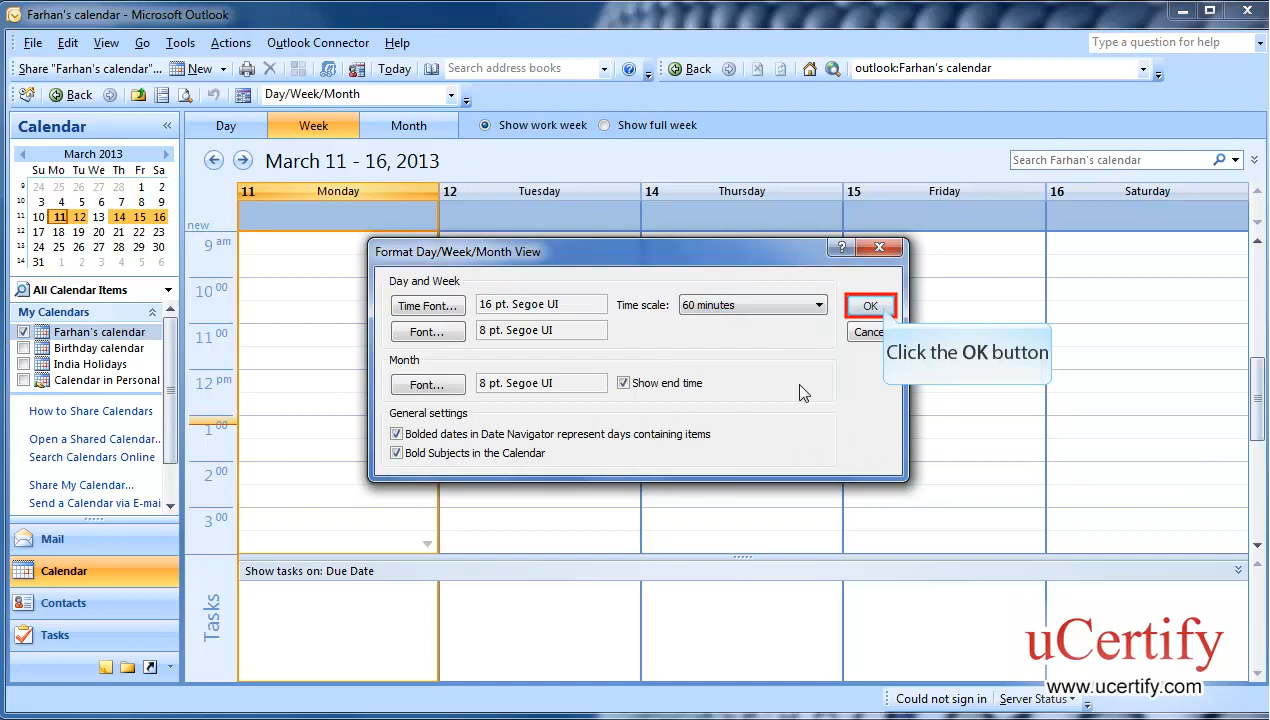 Farhan's calendar - Microsoft Outlook
File Edit View Go Tools Actions Outlook Connector Help
Type a question for help
Share "Farhan's calendar"... New Today Search address books Back outlook:Farhan's calendar
Back Day/Week/Month
Calendar
March 2013
Su Mo Tu We Th Fr Sa
9 24 25 26 27 28 1 2
10 3 4 5 6 7 8 9
11 10 11 12 13 14 15 16
12 17 18 19 20 21 22 23
13 24 25 26 27 28 29 30
14 31 1 2 3 4 5 6
All Calendar Items
My Calendars
Farhan's calendar
Birthday calendar
India Holidays
Calendar in Personal
How to Share Calendars
Open a Shared Calendar...
Search Calendars Online
Share My Calendar...
Send a Calendar via E-mai
Mail
Calendar
Contacts
Tasks
Day Week Month Show work week Show full week
March 11 - 16, 2013
Search Farhan's calendar
11 Monday 12 Tuesday 14 Thursday 15 Friday 16 Saturday
new
9 am
10 00
11 00
12 pm
1 00
2 00
3 00
Format Day/Week/Month View
Day and Week
Time Font... 16 pt. Segoe UI Time scale: 60 minutes OK
Font... 8 pt. Segoe UI Cance
Click the OK button
Month
Font... 8 pt. Segoe UI Show end time
General settings
Bolded dates in Date Navigator represent days containing items
Bold Subjects in the Calendar
Show tasks on: Due Date
Tasks
uCertify
www.ucertify.com
Could not sign in Server Status